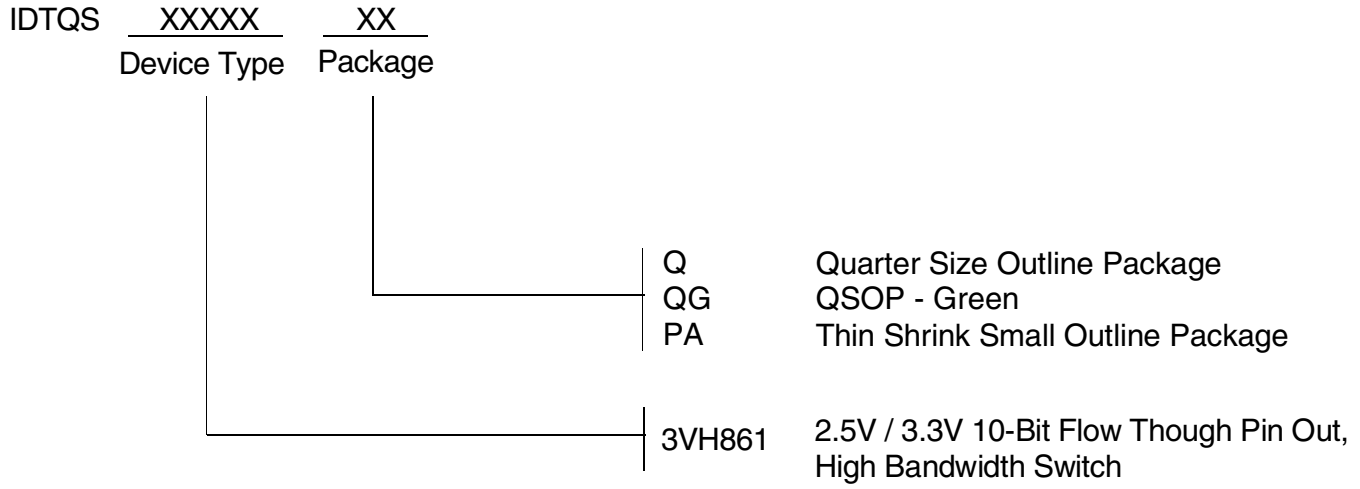 IDTQS XXXXX XX
Device Type Package
Q Quarter Size Outline Package
QG QSOP - Green
PA Thin Shrink Small Outline Package
3VH861 2.5V / 3.3V 10-Bit Flow Though Pin Out,
High Bandwidth Switch